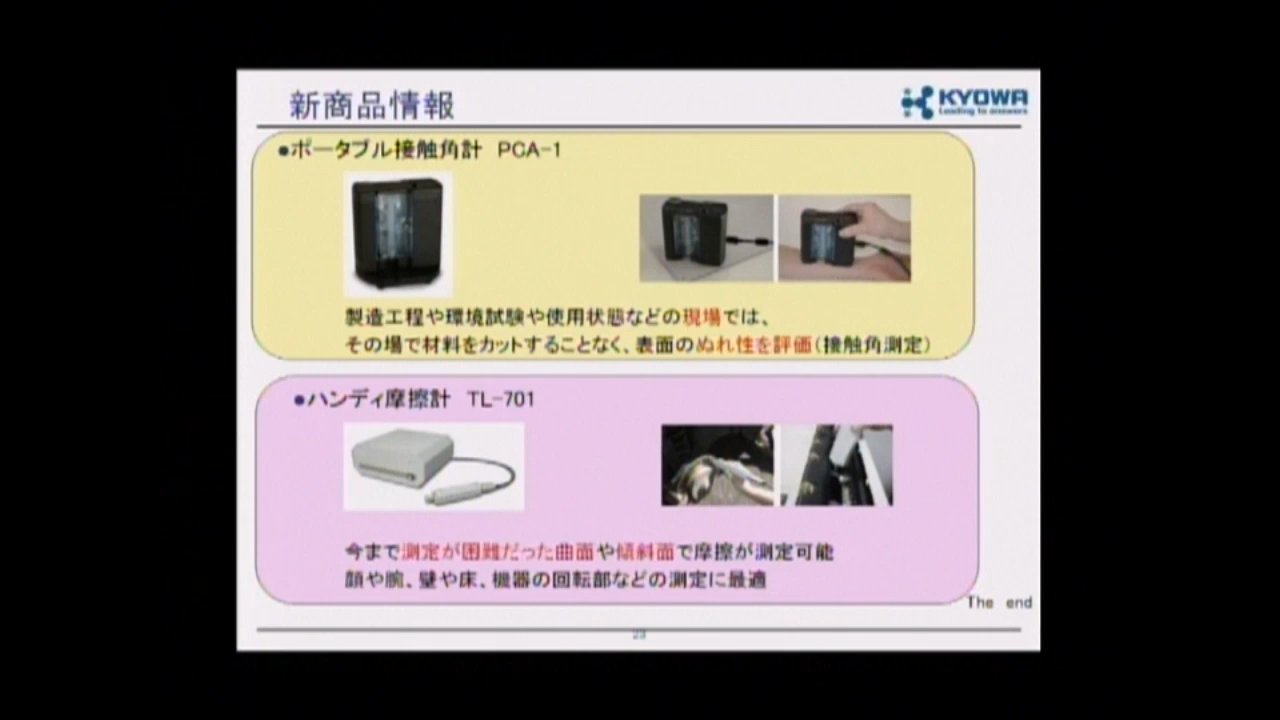 新商品情報
KYOWA
Leading to answers
●ポータブル接触角計 PCA-1
製造工程や環境試験や使用状態などの現場では、
その場で材料をカットすることなく、表面のぬれ性を評価(接触角測定)
●ハンディ摩擦計 TL-701
今まで測定が困難だった曲面や傾斜面で摩擦が測定可能
顔や腕、壁や床、機器の回転部などの測定に最適
The end
23